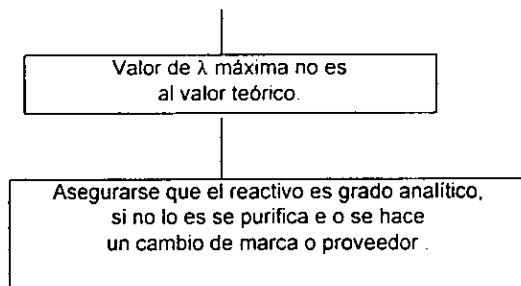 Valor de λ máxima no es
al valor teórico.
Asegurarse que el reactivo es grado analítico,
si no lo es se purifica e o se hace
un cambio de marca o proveedor .